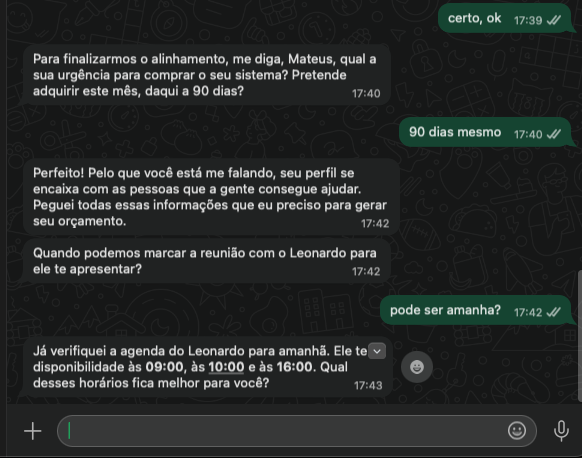 certo, ok 17:39
Para finalizarmos o alinhamento, me diga, Mateus, qual a
sua urgência para comprar o seu sistema? Pretende
adquirir este mês, daqui a 90 dias?
17:40
90 dias mesmo 17:40
Perfeito! Pelo que você está me falando, seu perfil se
encaixa com as pessoas que a gente consegue ajudar.
Peguei todas essas informações que eu preciso para gerar
seu orçamento.
17:42
Quando podemos marcar a reunião com o Leonardo para
ele te apresentar?
17:42
pode ser amanha? 17:42
Já verifiquei a agenda do Leonardo para amanhã. Ele te
disponibilidade às 09:00, às 10:00 e às 16:00. Qual
desses horários fica melhor para você?
17:43